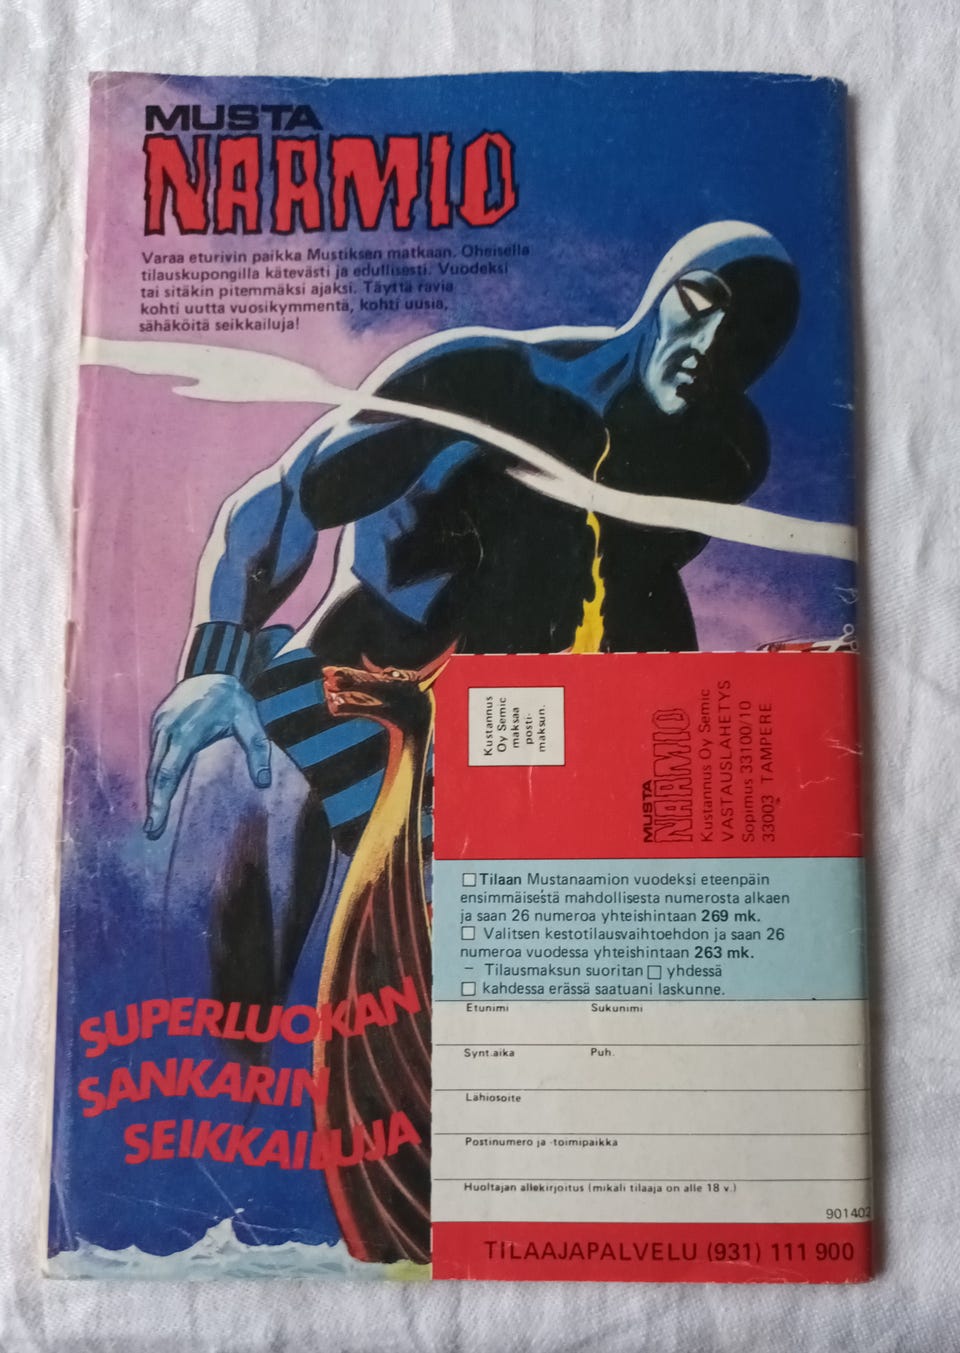 MUSTA
NAAMIO
Varaa eturivin paikka Mustiksen matkaan. Oheisella
tilauskupongilla kätevästi ja edullisesti. Vuodeksi
tai sitäkin pitemmäksi ajaksi. Täyttä ravia
kohti uutta vuosikymmentä, kohti uusia,
sähäköitä seikkailuja!
SUPERLUOKAN
SANKARIN
SEIKKAILUJA
Kustannus
Oy Semic
maksaa
posti-
maksun.
MUSTA
NAAMIO
Kustannus Oy Semic
VASTAUSLÄHETYS
Sopimus 33100/10
33003 TAMPERE
Tilaan Mustanaamion vuodeksi eteenpäin
ensimmäisestä mahdollisesta numerosta alkaen
ja saan 26 numeroa yhteishintaan 269 mk.
Valitsen kestotilausvaihtoehdon ja saan 26
numeroa vuodessa yhteishintaan 263 mk.
– Tilausmaksun suoritan yhdessä
kahdessa erässä saatuani laskunne.
Etunimi Sukunimi
Synt.aika Puh.
Lähiosoite
Postinumero ja -toimipaikka
Huoltajan allekirjoitus (mikäli tilaaja on alle 18 v.)
901402
TILAAJAPALVELU (931) 111 900